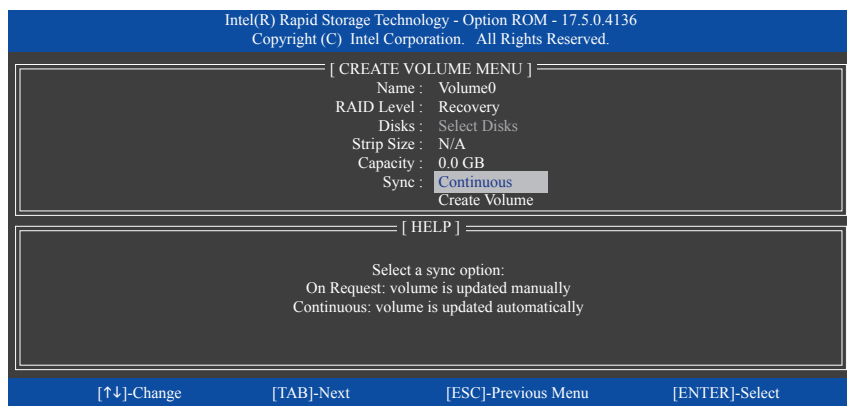 Intel(R) Rapid Storage Technology - Option ROM - 17.5.0.4136
Copyright (C) Intel Corporation. All Rights Reserved.
[ CREATE VOLUME MENU ]
Name : Volume0
RAID Level : Recovery
Disks : Select Disks
Strip Size : N/A
Capacity : 0.0 GB
Sync : Continuous
Create Volume
[ HELP ]
Select a sync option:
On Request: volume is updated manually
Continuous: volume is updated automatically
[↑↓]-Change [TAB]-Next [ESC]-Previous Menu [ENTER]-Select